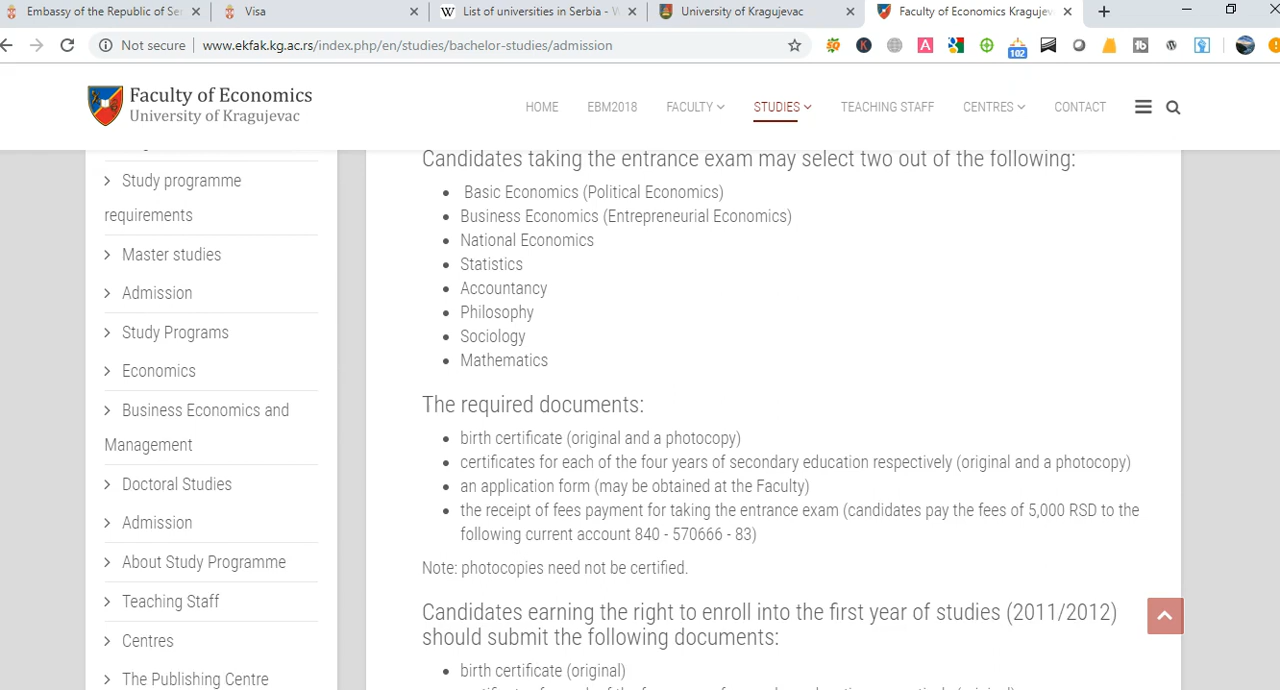 Embassy of the Republic of Se
Visa
List of universities in Serbia - W
University of Kragujevac
Faculty of Economics Kragujev
Not secure
www.ekfak.kg.ac.rs/index.php/en/studies/bachelor-studies/admission
102
Faculty of Economics
University of Kragujevac
HOME
EBM2018
FACULTY
STUDIES
TEACHING STAFF
CENTRES
CONTACT
Study programme
requirements
Master studies
Admission
Study Programs
Economics
Business Economics and
Management
Doctoral Studies
Admission
About Study Programme
Teaching Staff
Centres
The Publishing Centre
Candidates taking the entrance exam may select two out of the following:
Basic Economics (Political Economics)
Business Economics (Entrepreneurial Economics)
National Economics
Statistics
Accountancy
Philosophy
Sociology
Mathematics
The required documents:
birth certificate (original and a photocopy)
certificates for each of the four years of secondary education respectively (original and a photocopy)
an application form (may be obtained at the Faculty)
the receipt of fees payment for taking the entrance exam (candidates pay the fees of 5,000 RSD to the
following current account 840 - 570666 - 83)
Note: photocopies need not be certified.
Candidates earning the right to enroll into the first year of studies (2011/2012)
should submit the following documents:
birth certificate (original)